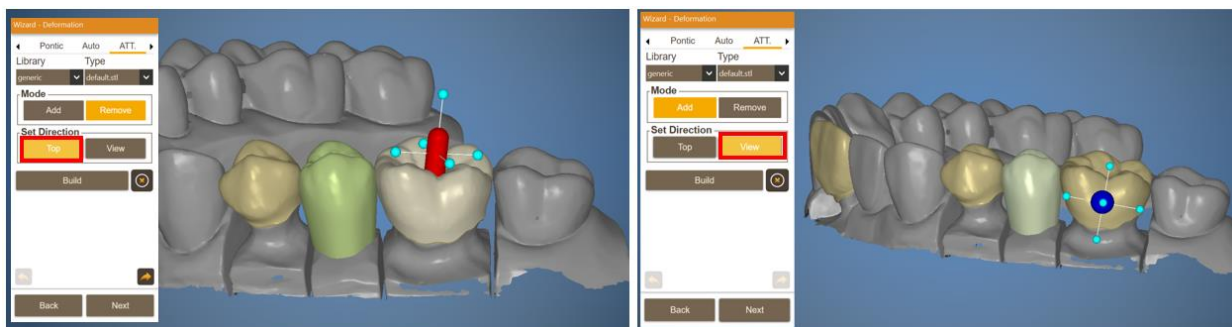 Wizard - Deformation
Pontic Auto ATT.
Library Type
generic default.stl
Mode
Add Remove
Set Direction
Top View
Build
Back Next
Wizard - Deformation
Pontic Auto ATT.
Library Type
generic default.stl
Mode
Add Remove
Set Direction
Top View
Build
Back Next